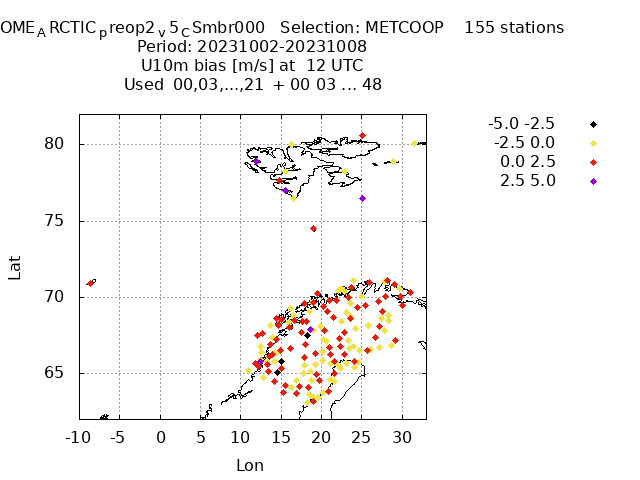 OME_A RCTIC_p reop2_v 5_C Smbr000   Selection: METCOOP   155 stations
Period: 20231002-20231008
U10m bias [m/s] at 12 UTC
Used 00,03,...,21 + 00 03 ... 48
-5.0 -2.5
-2.5 0.0
0.0 2.5
2.5 5.0
80
75
70
65
Lat
-10 -5 0 5 10 15 20 25 30
Lon